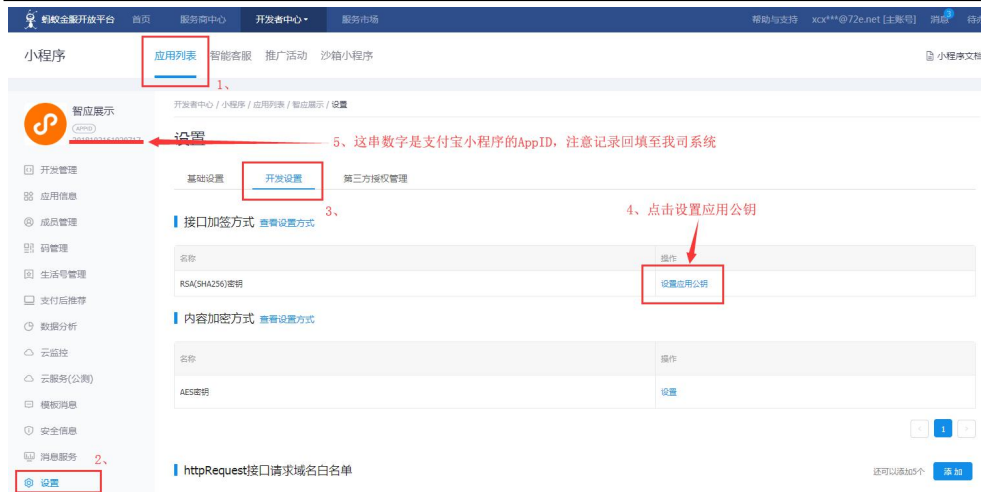 蚂蚁金服开放平台 首页 服务商中心 开发者中心 服务市场 帮助与支持 xcx***@72e.net [主账号] 消息 3
小程序 应用列表 智能客服 推广活动 沙箱小程序 小程序文档
1、
智应展示
APPID
开发者中心 / 小程序 / 应用列表 / 智应展示 / 设置
设置
5、这串数字是支付宝小程序的AppID，注意记录回填至我司系统
开发管理
应用信息
成员管理
码管理
生活号管理
支付后推荐
数据分析
云监控
云服务(公测)
模板消息
安全信息
消息服务
2、
设置
基础设置 开发设置 第三方授权管理
3、
4、点击设置应用公钥
接口加签方式 查看设置方式
名称 操作
RSA(SHA256)密钥 设置应用公钥
内容加密方式 查看设置方式
名称 操作
AES密钥 设置
1
httpRequest接口请求域名白名单 还可以添加5个 添加